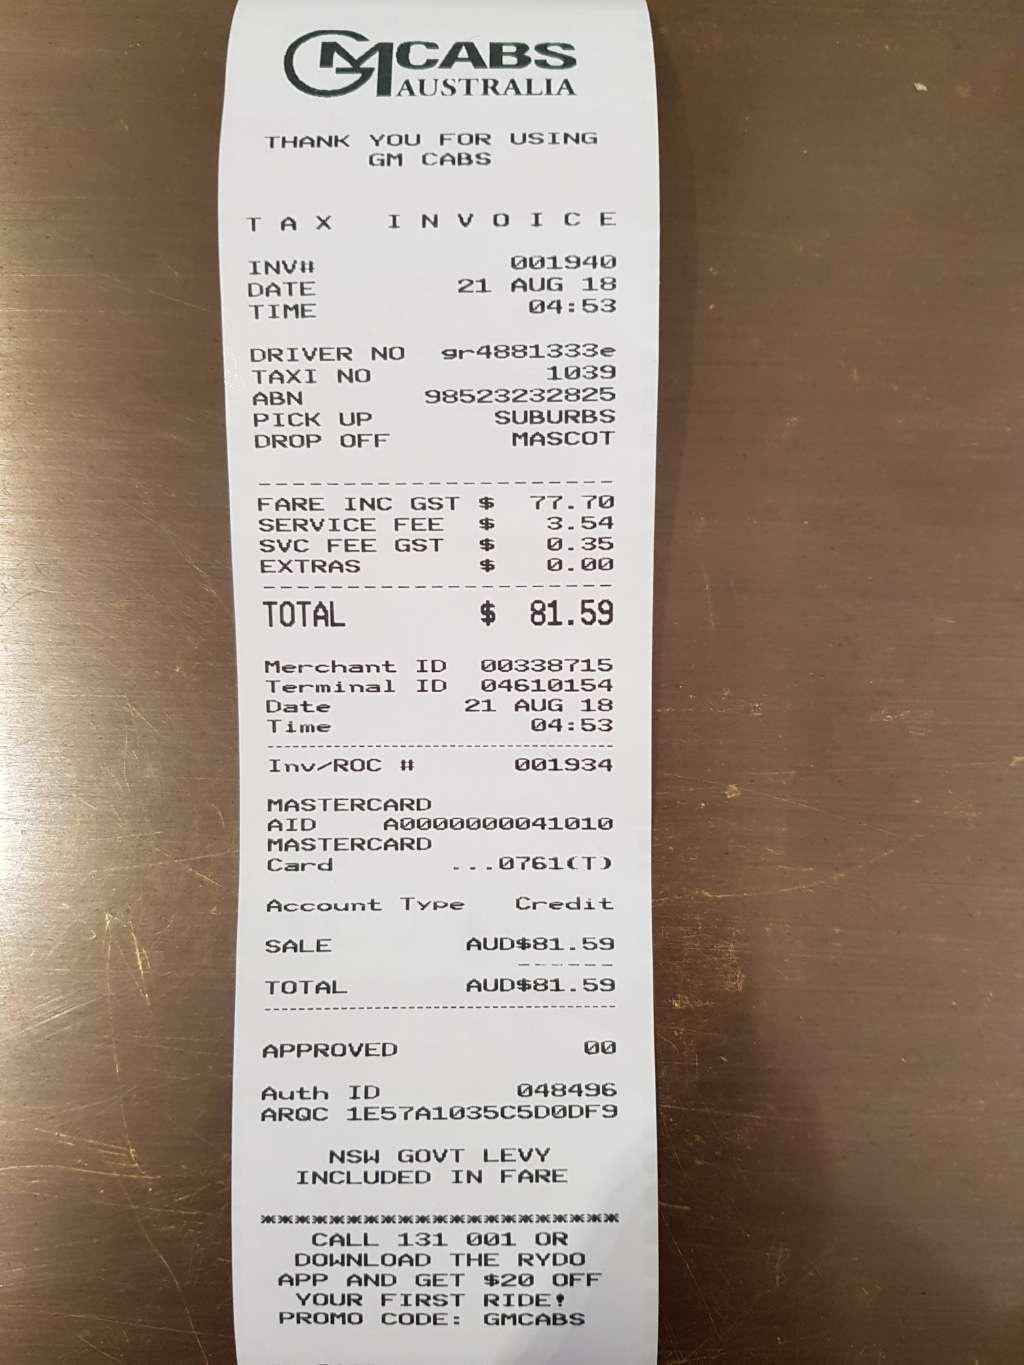 GMCABS
AUSTRALIA
THANK YOU FOR USING
GM CABS
TAX INVOICE
INV# 001940
DATE 21 AUG 18
TIME 04:53
DRIVER NO gr4881333e
TAXI NO 1039
ABN 98523232825
PICK UP SUBURBS
DROP OFF MASCOT
FARE INC GST $ 77.70
SERVICE FEE $ 3.54
SVC FEE GST $ 0.35
EXTRAS $ 0.00
TOTAL $ 81.59
Merchant ID 00338715
Terminal ID 04610154
Date 21 AUG 18
Time 04:53
Inv/ROC # 001934
MASTERCARD
AID A0000000041010
MASTERCARD
Card ...0761(T)
Account Type Credit
SALE AUD$81.59
TOTAL AUD$81.59
APPROVED 00
Auth ID 048496
ARQC 1E57A1035C5D0DF9
NSW GOVT LEVY
INCLUDED IN FARE
*********************
CALL 131 001 OR
DOWNLOAD THE RYDO
APP AND GET $20 OFF
YOUR FIRST RIDE!
PROMO CODE: GMCABS